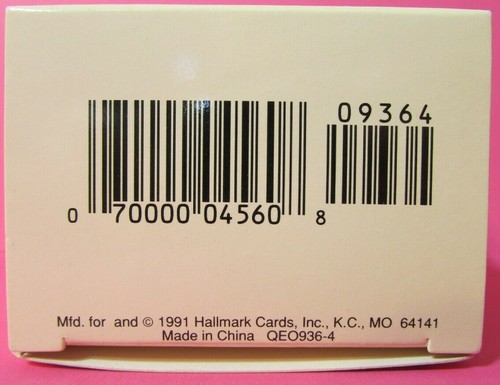 09364
0 70000 04560 8
Mfd. for and © 1991 Hallmark Cards, Inc., K.C., MO 64141
Made in China QEO936-4